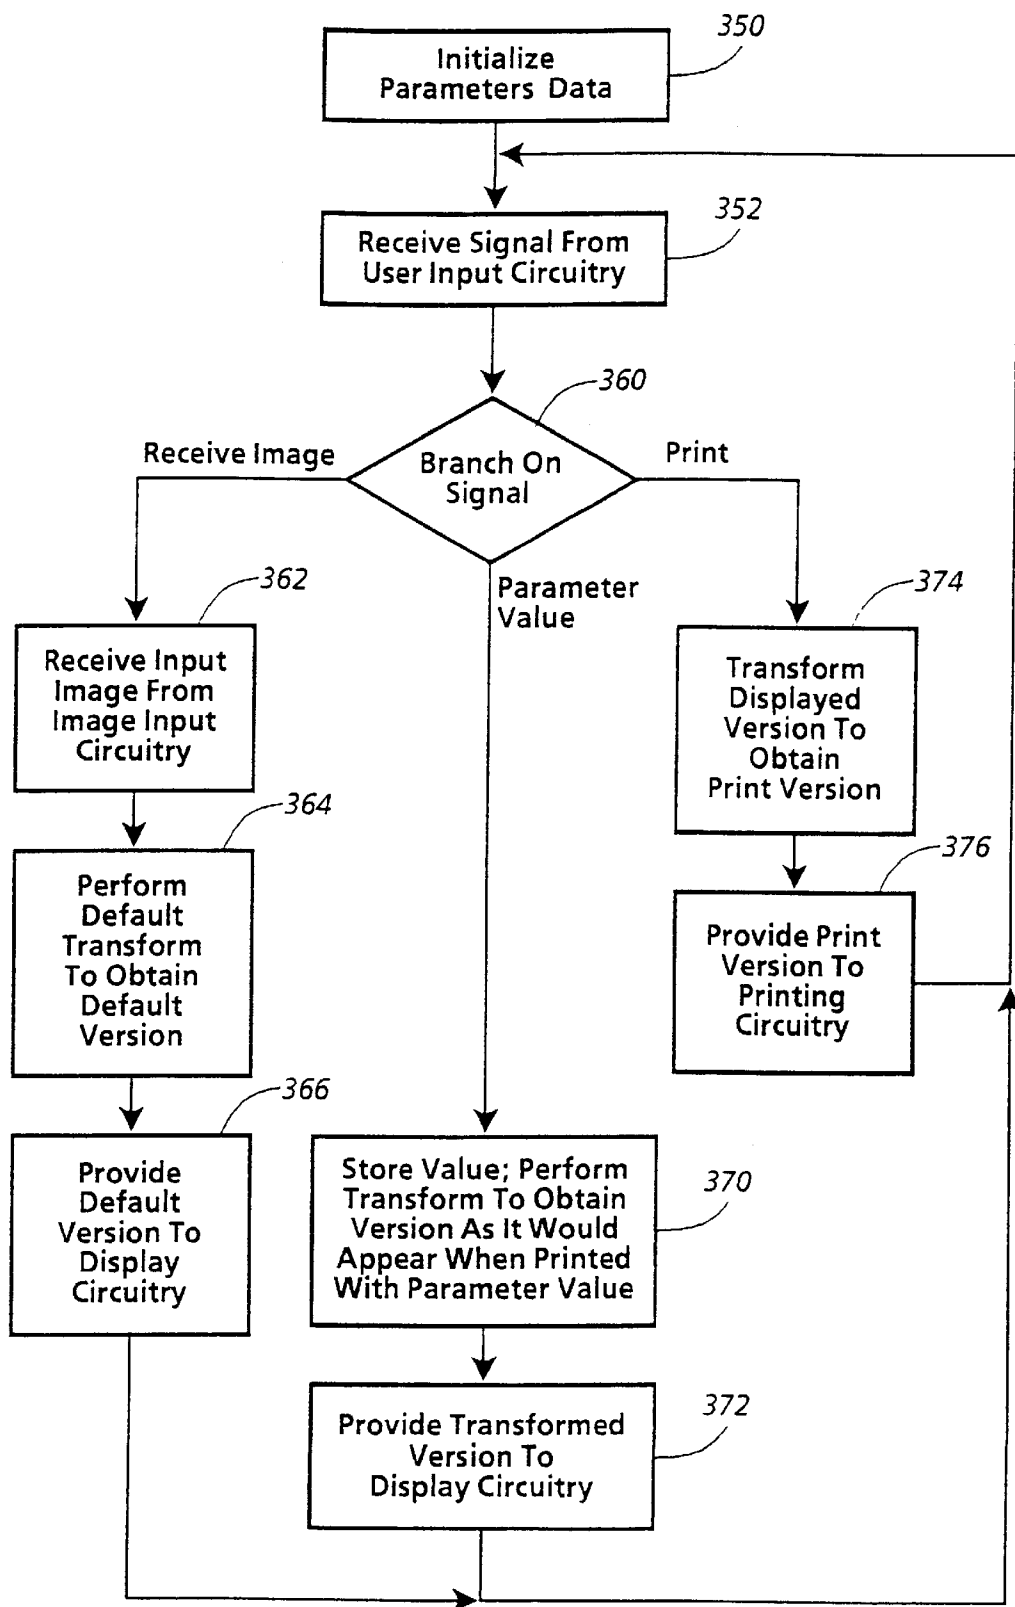 350
Initialize
Parameters Data
352
Receive Signal From
User Input Circuitry
360
Receive Image
Branch On
Signal
Print
362
Parameter
Value
374
Receive Input
Image From
Image Input
Circuitry
Transform
Displayed
Version To
Obtain
Print Version
364
376
Perform
Default
Transform
To Obtain
Default
Version
Provide Print
Version To
Printing
Circuitry
366
Provide
Default
Version To
Display
Circuitry
370
Store Value; Perform
Transform To Obtain
Version As It Would
Appear When Printed
With Parameter Value
372
Provide Transformed
Version To
Display Circuitry